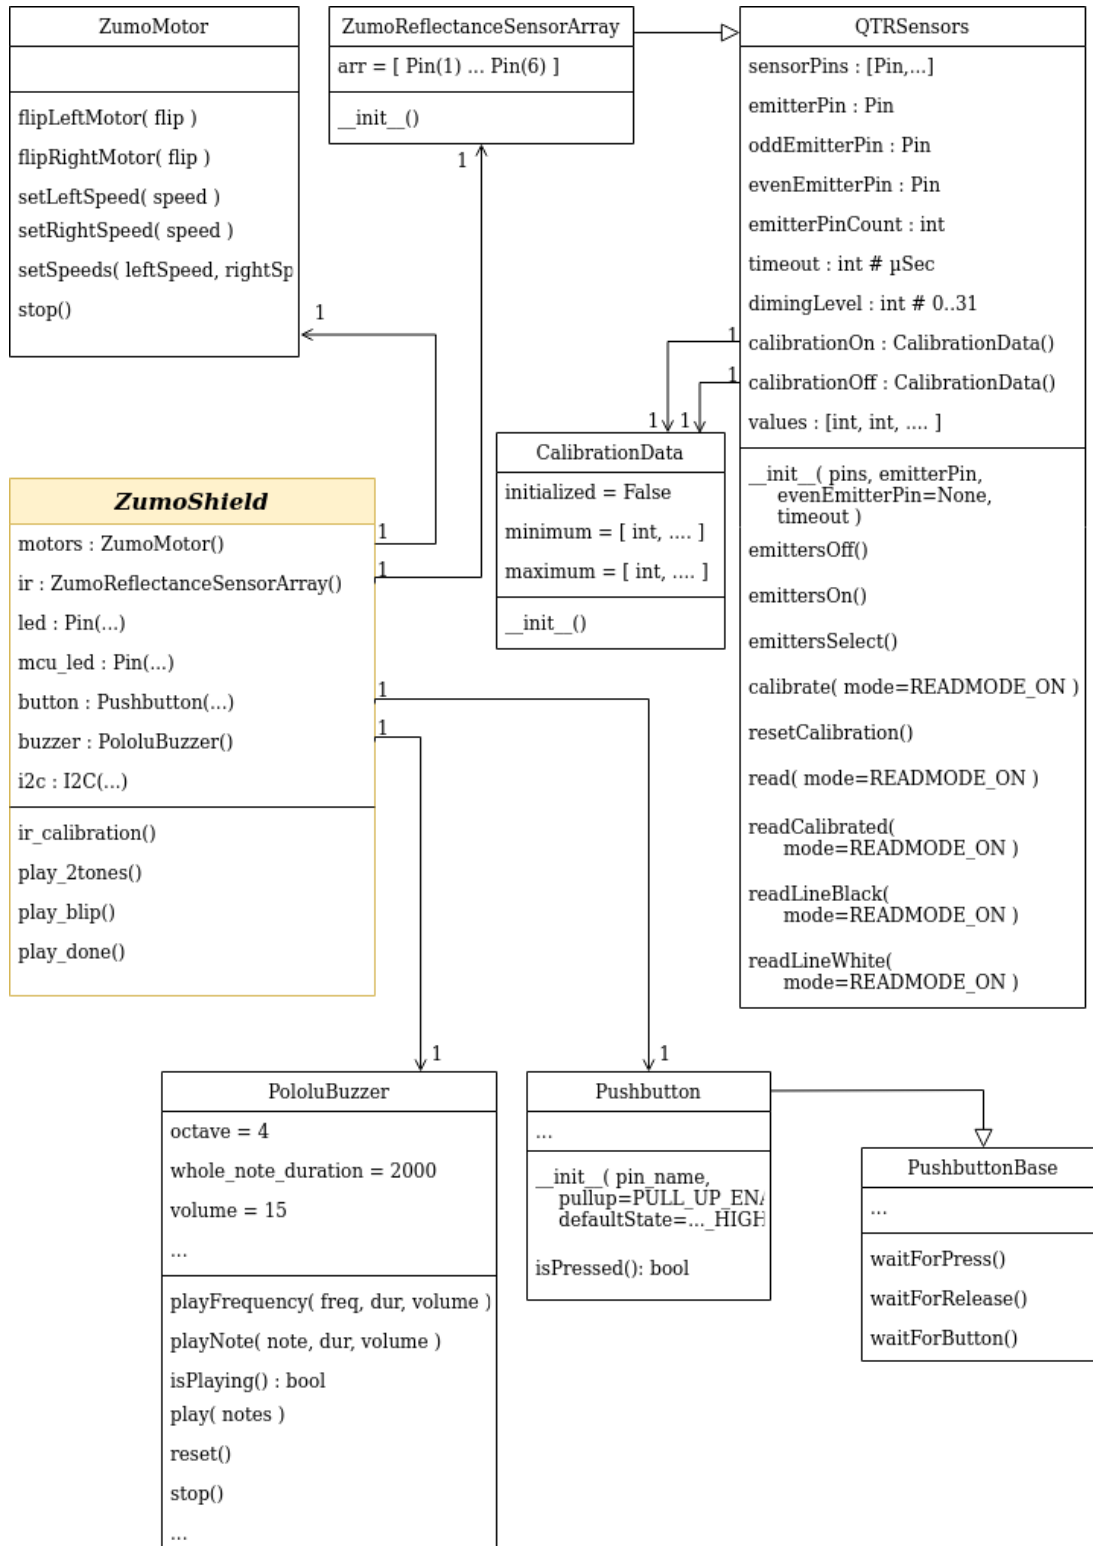 ZumoMotor
flipLeftMotor( flip )
flipRightMotor( flip )
setLeftSpeed( speed )
setRightSpeed( speed )
setSpeeds( leftSpeed, rightSp
stop()
1
ZumoReflectanceSensorArray
arr = [ Pin(1) ... Pin(6) ]
__init__()
1
QTRSensors
sensorPins : [Pin,...]
emitterPin : Pin
oddEmitterPin : Pin
evenEmitterPin : Pin
emitterPinCount : int
timeout : int # µSec
dimingLevel : int # 0..31
1
calibrationOn : CalibrationData()
1
calibrationOff : CalibrationData()
values : [int, int, .... ]
__init__( pins, emitterPin,
evenEmitterPin=None,
timeout )
emittersOff()
emittersOn()
emittersSelect()
calibrate( mode=READMODE_ON )
resetCalibration()
read( mode=READMODE_ON )
readCalibrated(
mode=READMODE_ON )
readLineBlack(
mode=READMODE_ON )
readLineWhite(
mode=READMODE_ON )
1 1
CalibrationData
initialized = False
minimum = [ int, .... ]
maximum = [ int, .... ]
__init__()
ZumoShield
motors : ZumoMotor()
1
ir : ZumoReflectanceSensorArray()
1
led : Pin(...)
mcu_led : Pin(...)
button : Pushbutton(...)
1
buzzer : PololuBuzzer()
1
i2c : I2C(...)
ir_calibration()
play_2tones()
play_blip()
play_done()
1
PololuBuzzer
octave = 4
whole_note_duration = 2000
volume = 15
...
playFrequency( freq, dur, volume )
playNote( note, dur, volume )
isPlaying() : bool
play( notes )
reset()
stop()
...
1
Pushbutton
...
__init__( pin_name,
pullup=PULL_UP_ENA
defaultState=..._HIGH
isPressed(): bool
PushbuttonBase
...
waitForPress()
waitForRelease()
waitForButton()